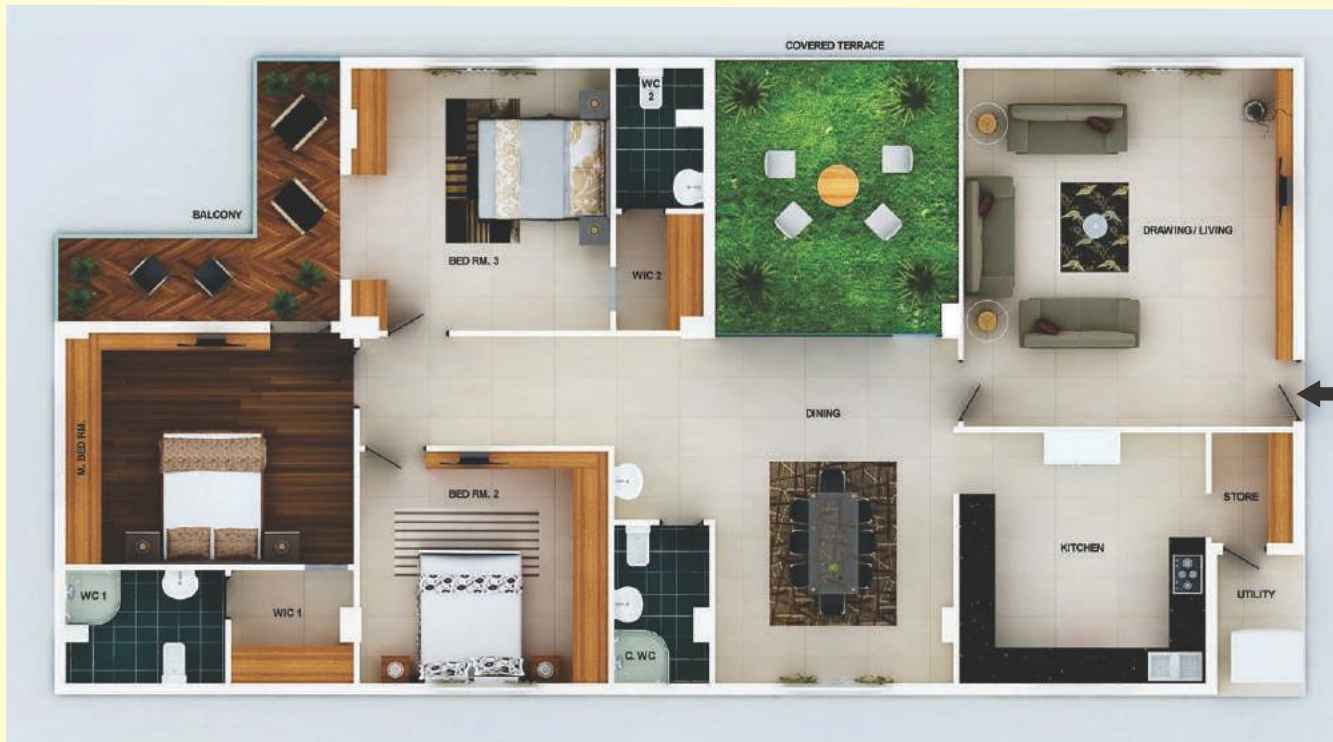 COVERED TERRACE
WC
2
BALCONY
DRAWING / LIVING
BED RM. 3
WIC 2
DINING
M. BED RM.
BED RM. 2
STORE
KITCHEN
WC 1
WIC 1
UTILITY
C. WC